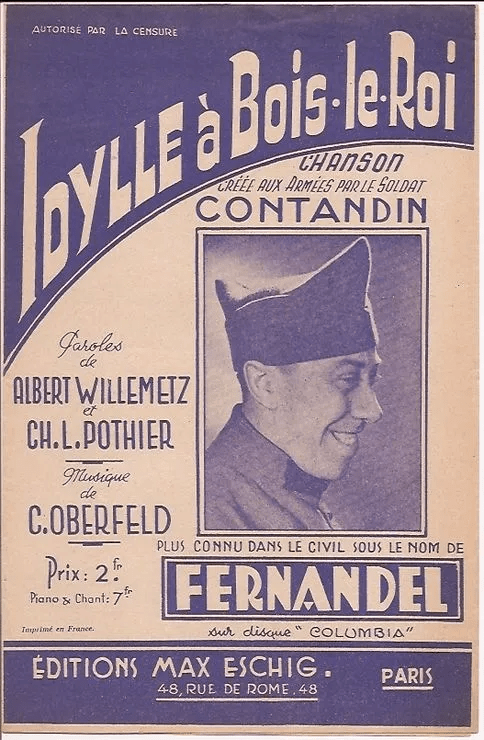 AUTORISÉ PAR LA CENSURE
IDYLLE à Bois-le-Roi
CHANSON
CRÉÉE AUX ARMÉES PAR LE SOLDAT
CONTANDIN
Paroles
de
ALBERT WILLEMETZ
et
CH. L. POTHIER
Musique
de
C. OBERFELD
Prix: 2.fr
Piano & Chant: 7fr
Imprimé en France.
PLUS CONNU DANS LE CIVIL SOUS LE NOM DE
FERNANDEL
sur disque "COLUMBIA"
ÉDITIONS MAX ESCHIG.
48, RUE DE ROME. 48
PARIS